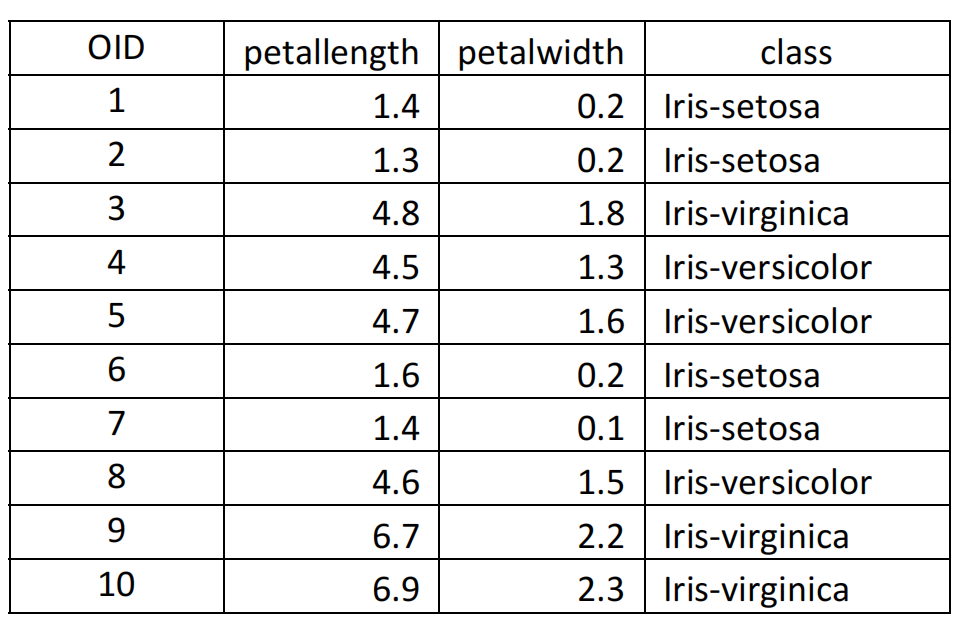 OID petallength petalwidth class
1 1.4 0.2 Iris-setosa
2 1.3 0.2 Iris-setosa
3 4.8 1.8 Iris-virginica
4 4.5 1.3 Iris-versicolor
5 4.7 1.6 Iris-versicolor
6 1.6 0.2 Iris-setosa
7 1.4 0.1 Iris-setosa
8 4.6 1.5 Iris-versicolor
9 6.7 2.2 Iris-virginica
10 6.9 2.3 Iris-virginica